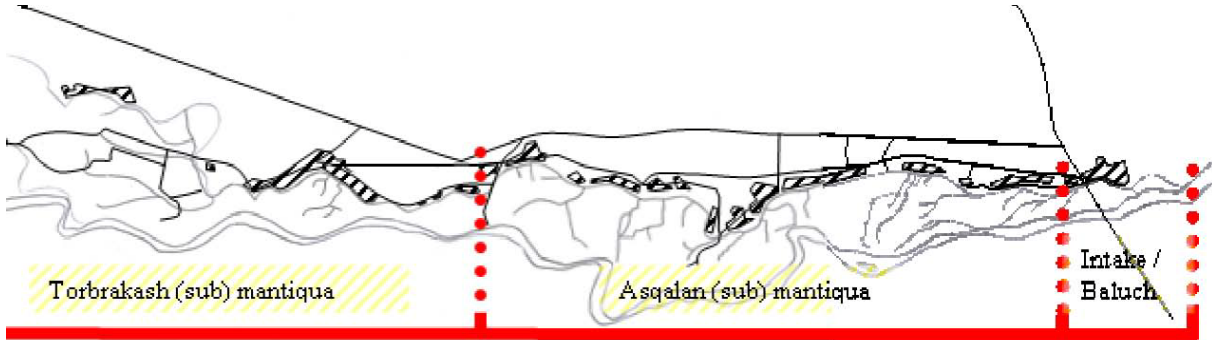 Torbrakash (sub) mantiqua
Asqalan (sub) mantiqua
Intake /
Baluch